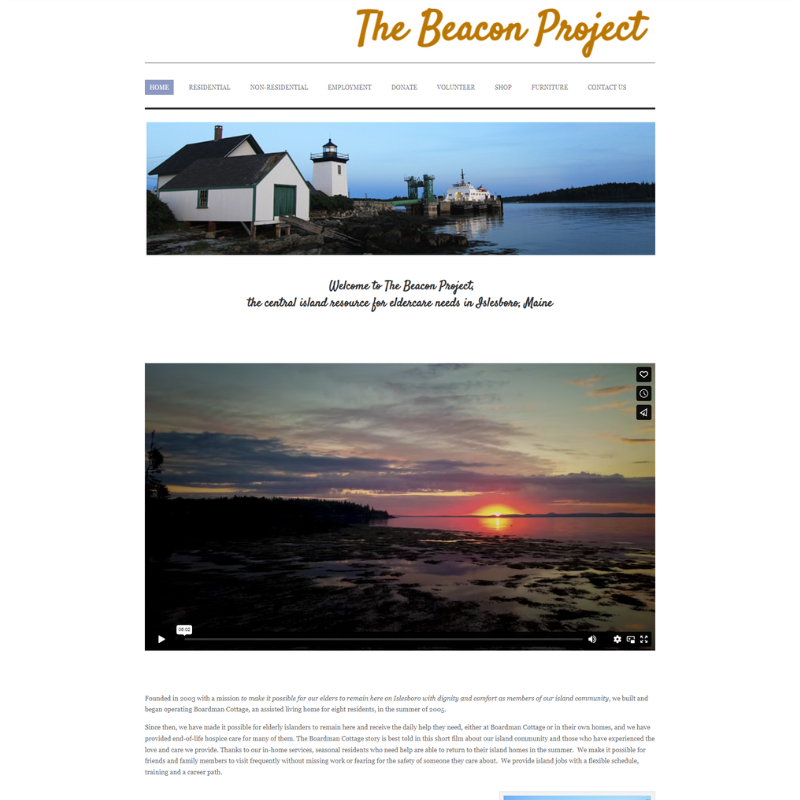 The Beacon Project
HOME RESIDENTIAL NON-RESIDENTIAL EMPLOYMENT DONATE VOLUNTEER SHOP FURNITURE CONTACT US
Welcome to The Beacon Project,
the central island resource for eldercare needs in Islesboro, Maine
Founded in 2003 with a mission to make it possible for our elders to remain here on Islesboro with dignity and comfort as members of our island community, we built and
began operating Boardman Cottage, an assisted living home for eight residents, in the summer of 2005.
Since then, we have made it possible for elderly islanders to remain here and receive the daily help they need, either at Boardman Cottage or in their own homes, and we have
provided end-of-life hospice care for many of them. The Boardman Cottage story is best told in this short film about our island community and those who have experienced the
love and care we provide. Thanks to our in-home services, seasonal residents who need help are able to return to their island homes in the summer. We make it possible for
friends and family members to visit frequently without missing work or fearing for the safety of someone they care about. We provide island jobs with a flexible schedule,
training and a career path.